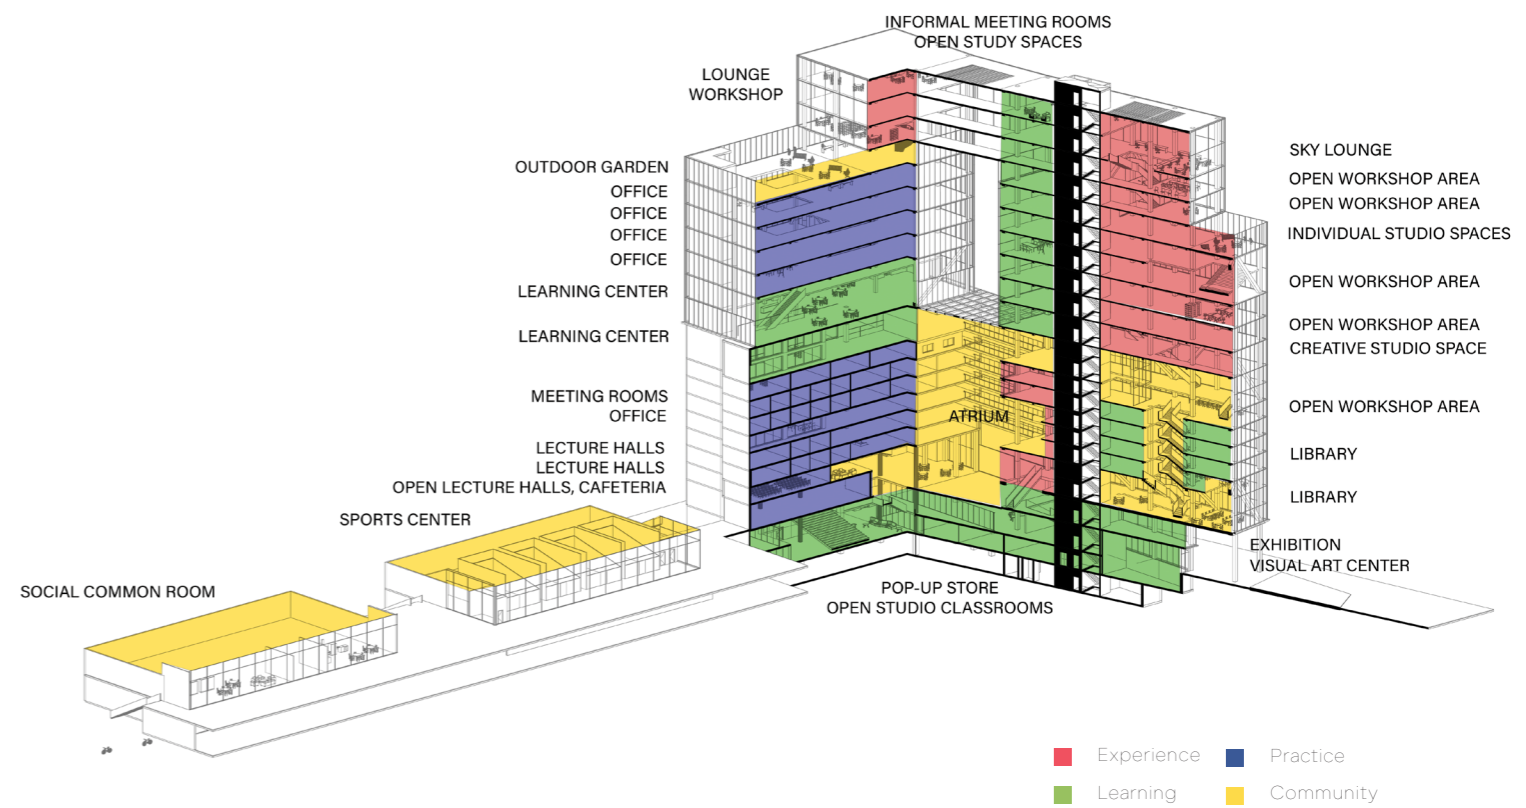 INFORMAL MEETING ROOMS
OPEN STUDY SPACES
LOUNGE
WORKSHOP
OUTDOOR GARDEN
OFFICE
OFFICE
OFFICE
OFFICE
LEARNING CENTER
LEARNING CENTER
MEETING ROOMS
OFFICE
LECTURE HALLS
LECTURE HALLS
OPEN LECTURE HALLS, CAFETERIA
SPORTS CENTER
SOCIAL COMMON ROOM
ATRIUM
SKY LOUNGE
OPEN WORKSHOP AREA
OPEN WORKSHOP AREA
INDIVIDUAL STUDIO SPACES
OPEN WORKSHOP AREA
OPEN WORKSHOP AREA
CREATIVE STUDIO SPACE
OPEN WORKSHOP AREA
LIBRARY
LIBRARY
EXHIBITION
VISUAL ART CENTER
POP-UP STORE
OPEN STUDIO CLASSROOMS
Experience
Practice
Learning
Community